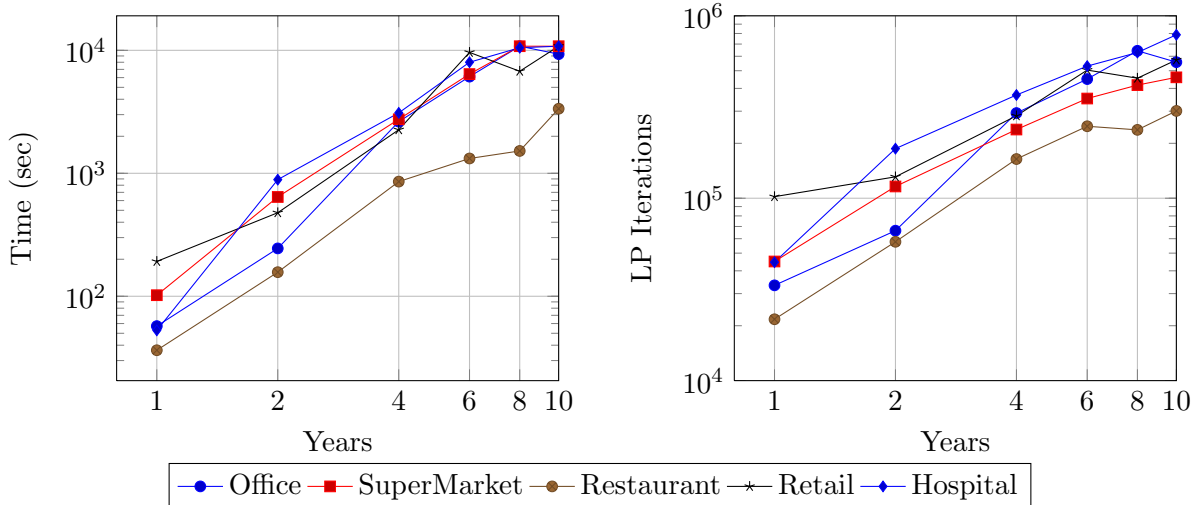 10^4
10^3
10^2
Time (sec)
1 2 4 6 8 10
Years
10^6
10^5
10^4
LP Iterations
1 2 4 6 8 10
Years
Office SuperMarket Restaurant Retail Hospital